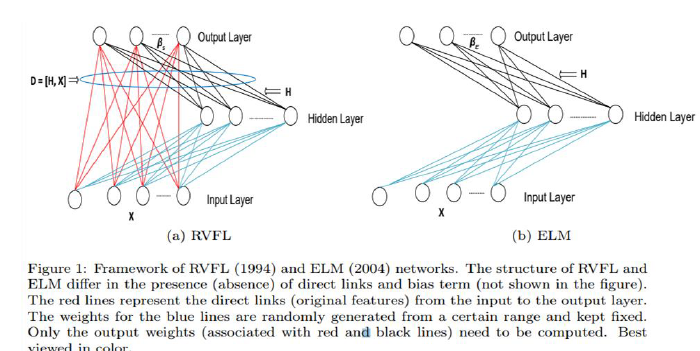 Output Layer
βs
D = [H, X]
H
Hidden Layer
Input Layer
X
(a) RVFL
Output Layer
H
Hidden Layer
Input Layer
X
(b) ELM
Figure 1: Framework of RVFL (1994) and ELM (2004) networks. The structure of RVFL and
ELM differ in the presence (absence) of direct links and bias term (not shown in the figure).
The red lines represent the direct links (original features) from the input to the output layer.
The weights for the blue lines are randomly generated from a certain range and kept fixed.
Only the output weights (associated with red and black lines) need to be computed. Best
viewed in color.